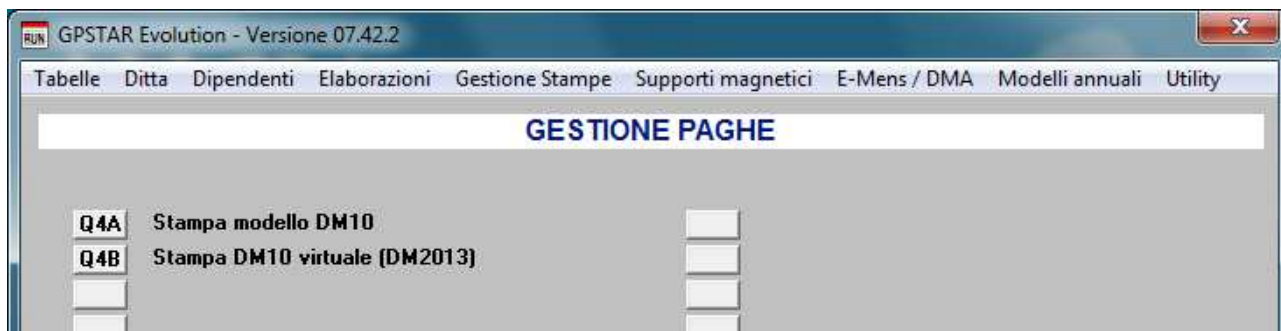 RUN GPSTAR Evolution - Versione 07.42.2
Tabelle Ditta Dipendenti Elaborazioni Gestione Stampe Supporti magnetici E-Mens / DMA Modelli annuali Utility
GESTIONE PAGHE
Q4A Stampa modello DM10
Q4B Stampa DM10 virtuale (DM2013)